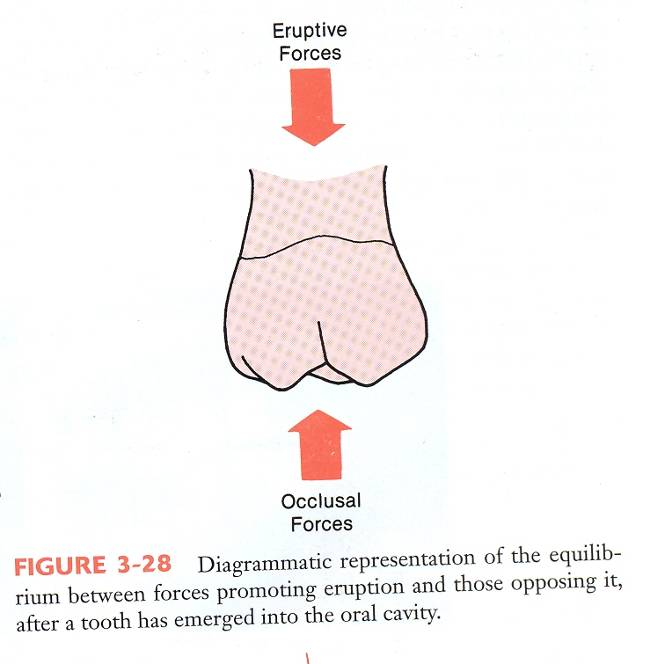 Eruptive
Forces
Occlusal
Forces
FIGURE 3-28 Diagrammatic representation of the equilib-
rium between forces promoting eruption and those opposing it,
after a tooth has emerged into the oral cavity.